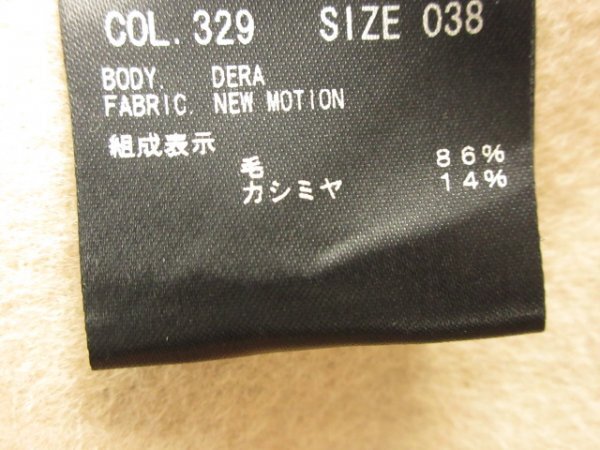 COL. 329 SIZE 038
BODY. DERA
FABRIC. NEW MOTION
組成表示
毛 86%
カシミヤ 14%